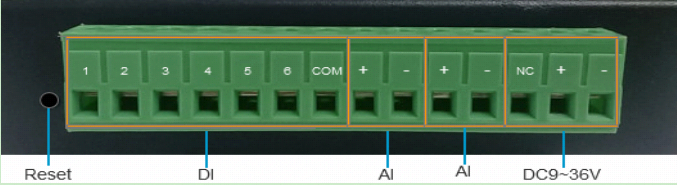 1 2 3 4 5 6 COM + - + - NC + -
Reset DI AI AI DC9~36V